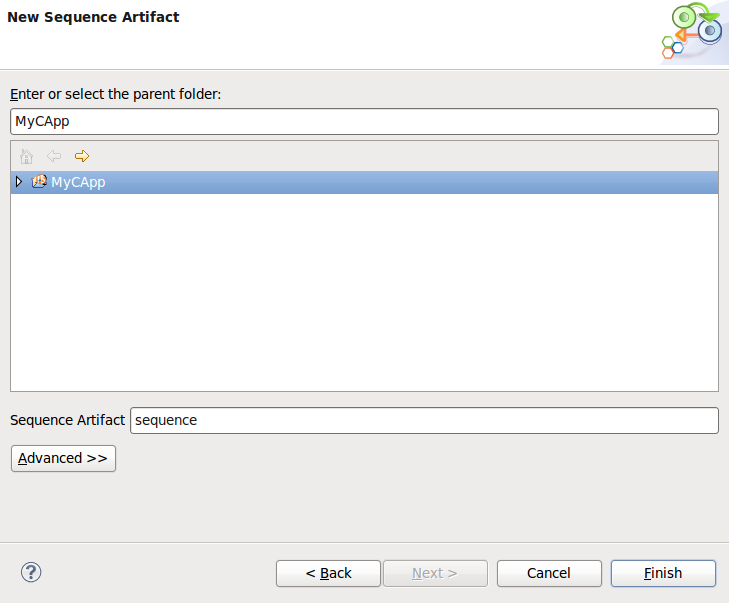 New Sequence Artifact
Enter or select the parent folder:
MyCApp
MyCApp
Sequence Artifact sequence
Advanced >>
? < Back Next > Cancel Finish